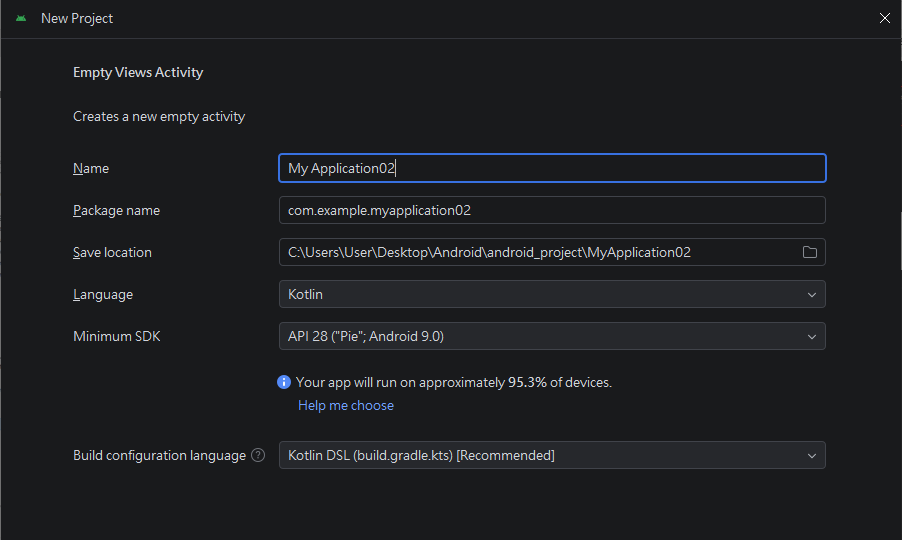 New Project
Empty Views Activity
Creates a new empty activity
Name My Application02
Package name com.example.myapplication02
Save location C:\Users\User\Desktop\Android\android_project\MyApplication02
Language Kotlin
Minimum SDK API 28 ("Pie"; Android 9.0)
Your app will run on approximately 95.3% of devices.
Help me choose
Build configuration language ? Kotlin DSL (build.gradle.kts) [Recommended]